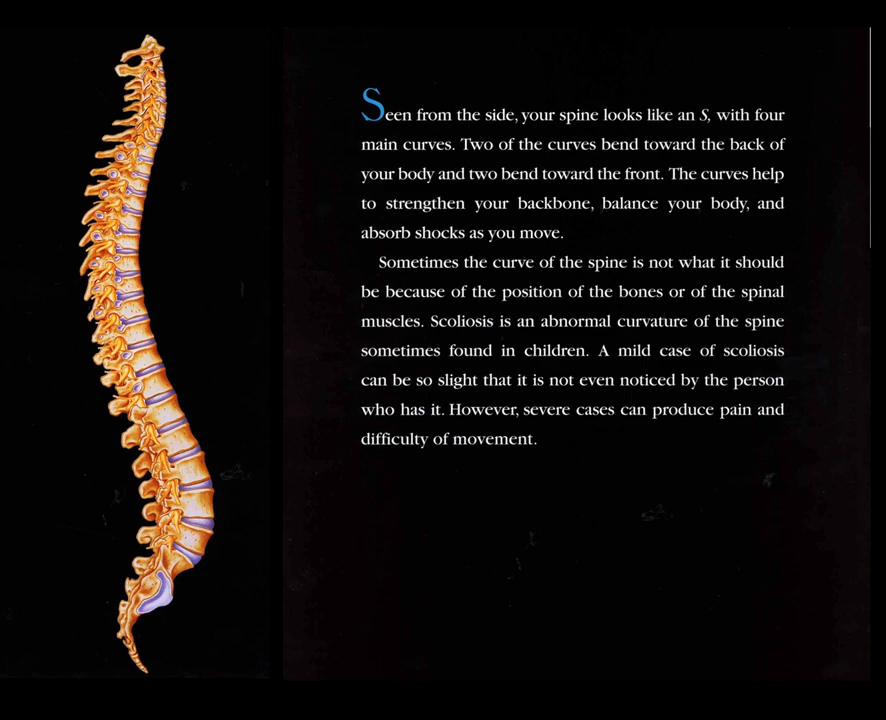 Seen from the side, your spine looks like an S, with four
main curves. Two of the curves bend toward the back of
your body and two bend toward the front. The curves help
to strengthen your backbone, balance your body, and
absorb shocks as you move.
Sometimes the curve of the spine is not what it should
be because of the position of the bones or of the spinal
muscles. Scoliosis is an abnormal curvature of the spine
sometimes found in children. A mild case of scoliosis
can be so slight that it is not even noticed by the person
who has it. However, severe cases can produce pain and
difficulty of movement.